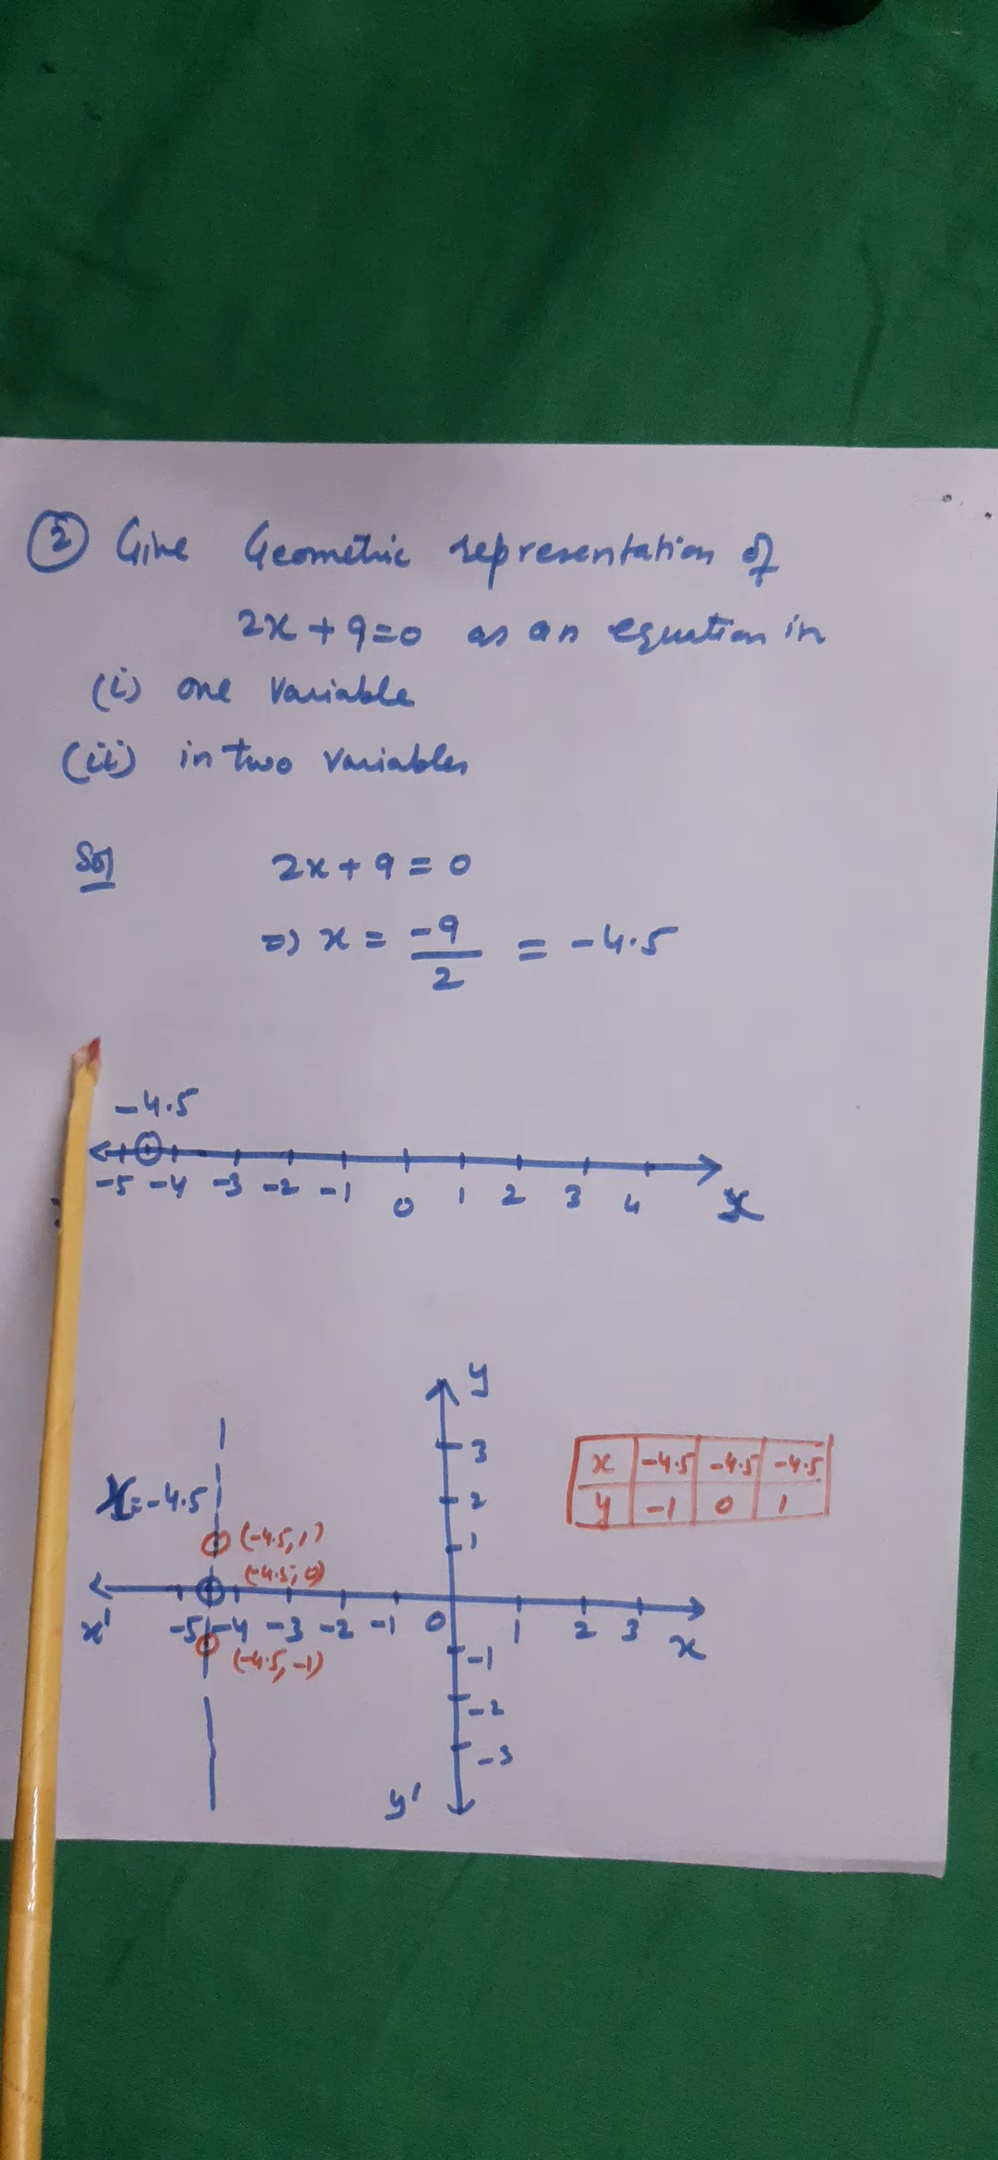 ② Give Geometric representation of
2x + 9 = 0 as an equation in
(i) one variable
(ii) in two variables
Sol 2x + 9 = 0
=) x = -9/2 = -4.5
-4.5
-5 -4 -3 -2 -1 0 1 2 3 4 x
y
3
x -4.5 -4.5 -4.5
y -1 0 1
2
x = -4.5
1
(-4.5, 1)
(-4.5, 0)
x' -5 -4 -3 -2 -1 0 1 2 3 x
(-4.5, -1)
-1
-2
-3
y'